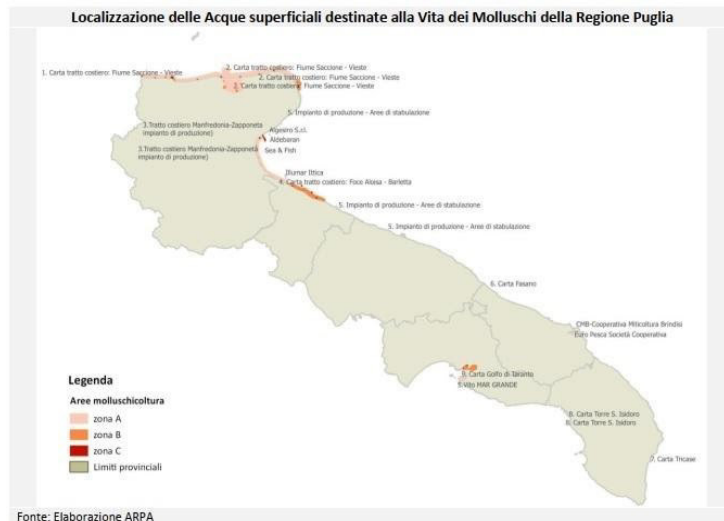 Localizzazione delle Acque superficiali destinate alla Vita dei Molluschi della Regione Puglia
1. Carta tratto costiero: Fiume Saccione - Vieste
2. Carta tratto costiero: Fiume Saccione - Vieste
2. Carta tratto costiero: Fiume Saccione - Vieste
Carta tratto costiero: Fiume Saccione - Vieste
5. Impianto di produzione - Aree di stabulazione
3.Tratto costiero Manfredonia-Zapponeta
impianto di produzione)
Algesiro S.r.l.
Aldebaran
3.Tratto costiero Manfredonia-Zapponeta
impianto di produzione)
Gea & Fish
Illumar Ittica
4. Carta tratto costiero: Foce Aloisa - Barletta
5. Impianto di produzione - Aree di stabulazione
5. Impianto di produzione - Aree di stabulazione
6. Carta Fasano
CMB-Cooperativa Miticoltura Brindisi
Euro Pesca Società Cooperativa
9. Carta Golfo di Taranto
S.Vito MAR GRANDE
8. Carta Torre S. Isidoro
8. Carta Torre S. Isidoro
7. Carta Tricase
Legenda
Aree molluschicoltura
zona A
zona B
zona C
Limiti provinciali
Fonte: Elaborazione ARPA